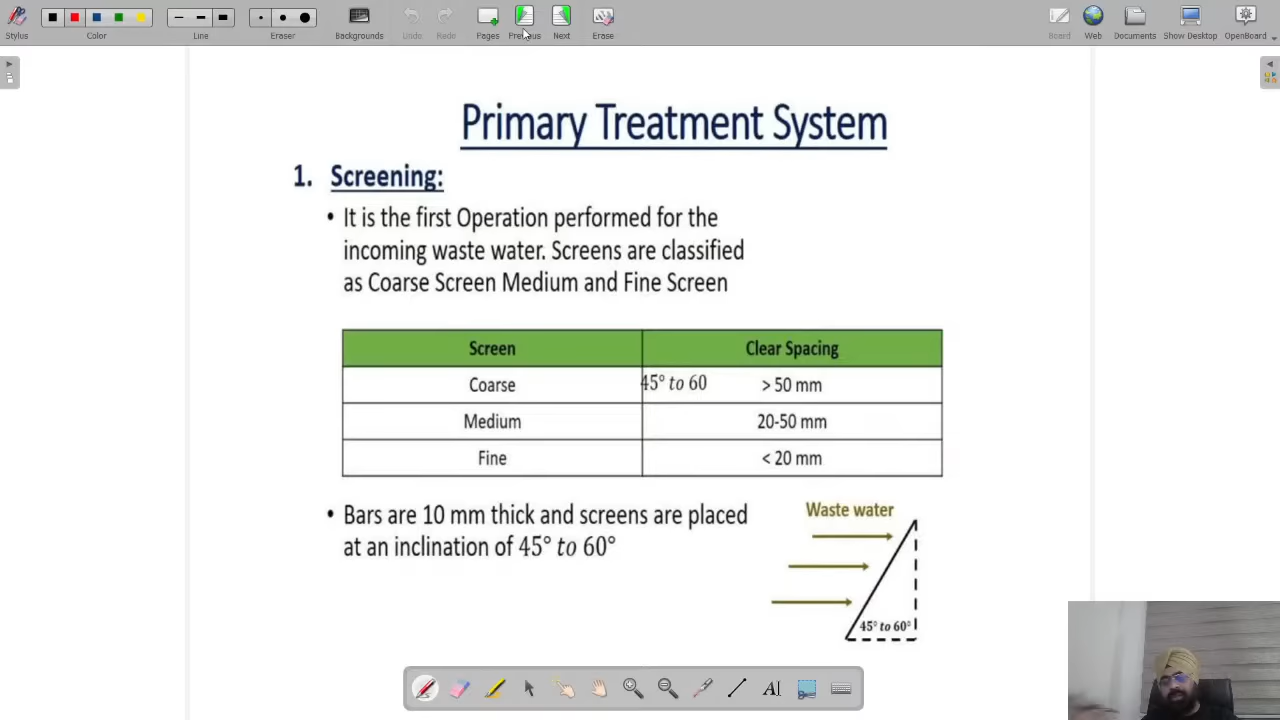 Stylus
Color
Line
Eraser
Backgrounds
Undo
Redo
Pages
Previous
Next
Erase
Board
Web
Documents
Show Desktop
OpenBoard
Primary Treatment System
1. Screening:
• It is the first Operation performed for the
incoming waste water. Screens are classified
as Coarse Screen Medium and Fine Screen
Screen Clear Spacing
Coarse 45° to 60 > 50 mm
Medium 20-50 mm
Fine < 20 mm
• Bars are 10 mm thick and screens are placed
at an inclination of 45° to 60°
Waste water
45° to 60°